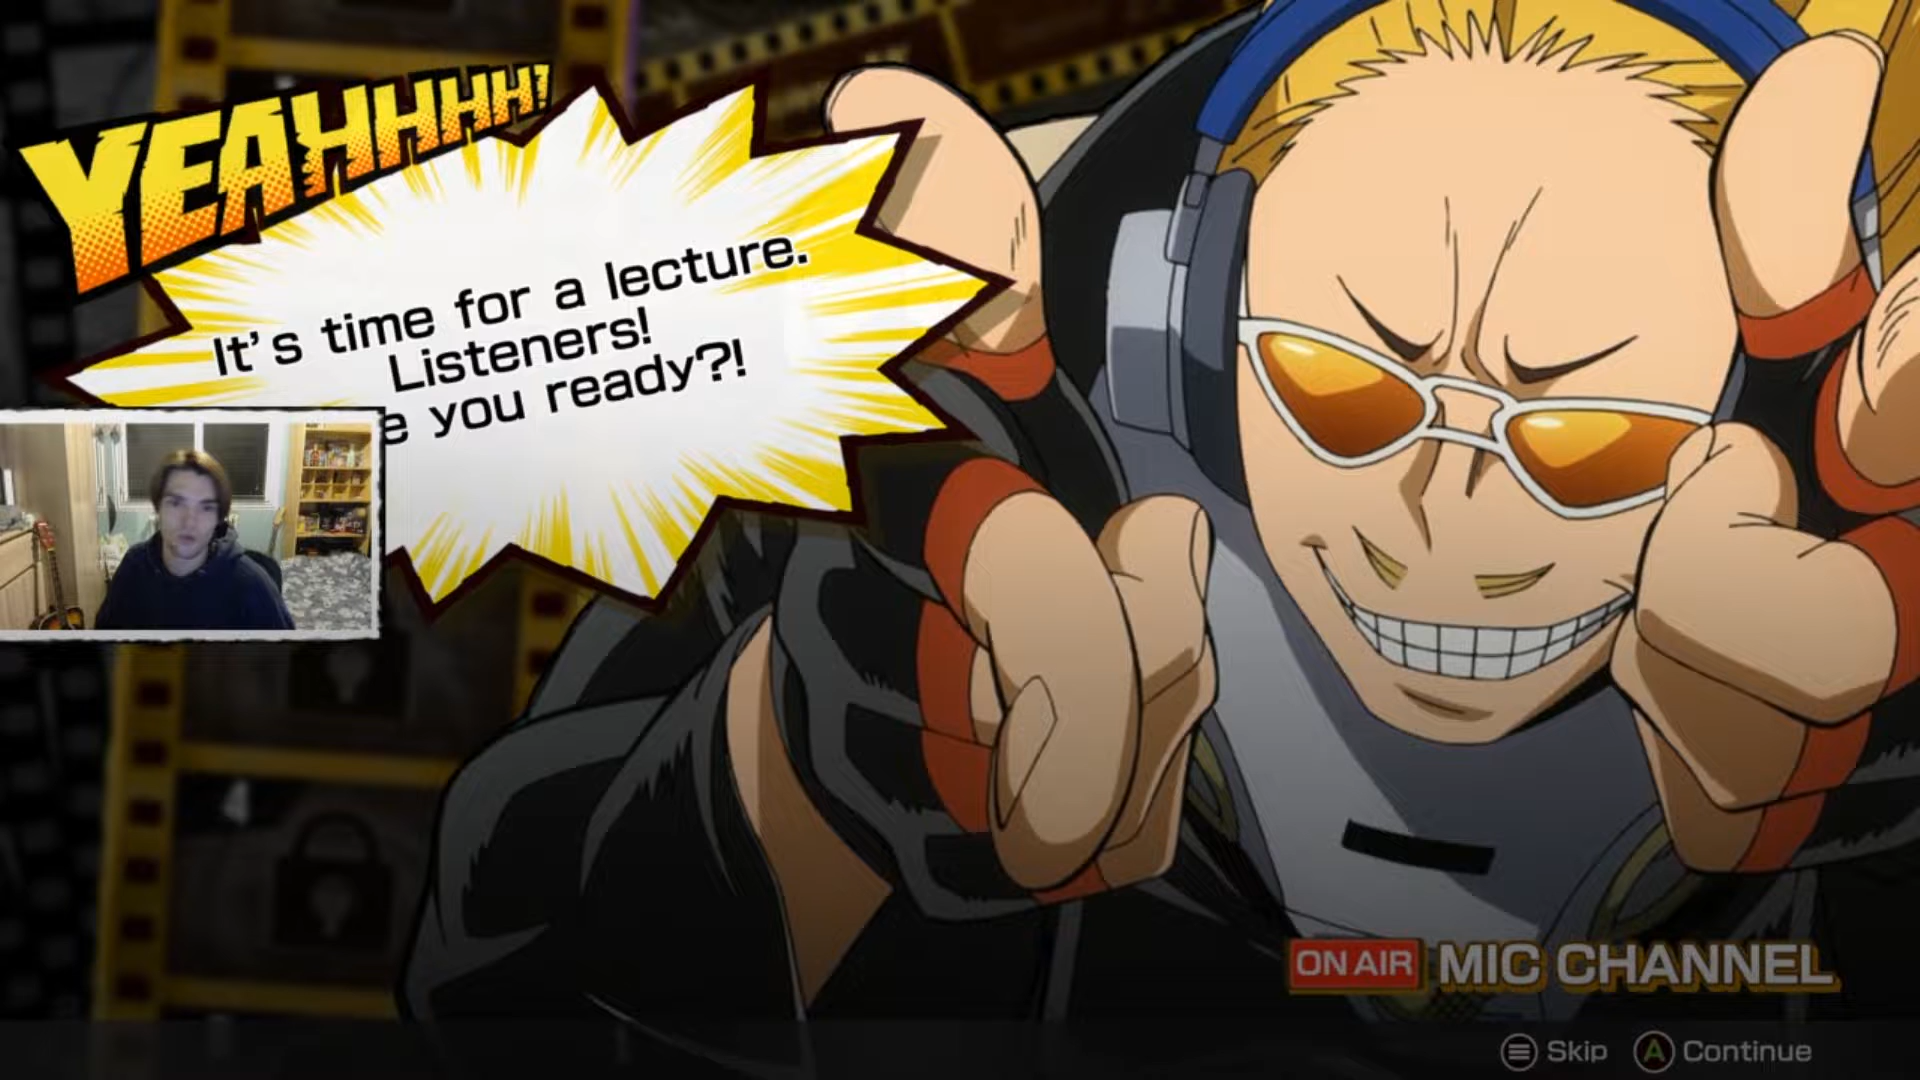 YEAHHHH!
It's time for a lecture.
Listeners!
e you ready?!
ON AIR MIC CHANNEL
Skip A Continue